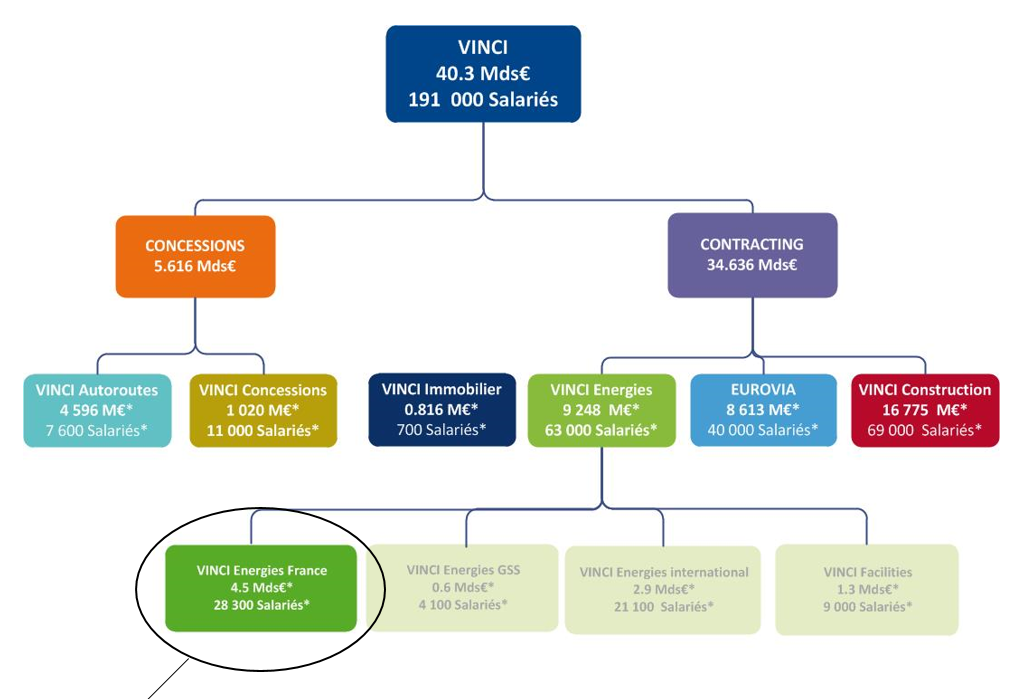 VINCI
40.3 Mds€
191 000 Salariés
CONCESSIONS
5.616 Mds€
CONTRACTING
34.636 Mds€
VINCI Autoroutes
4 596 M€*
7 600 Salariés*
VINCI Concessions
1 020 M€*
11 000 Salariés*
VINCI Immobilier
0.816 M€*
700 Salariés*
VINCI Energies
9 248 M€*
63 000 Salariés*
EUROVIA
8 613 M€*
40 000 Salariés*
VINCI Construction
16 775 M€*
69 000 Salariés*
VINCI Energies France
4.5 Mds€*
28 300 Salariés*
VINCI Energies GSS
0.6 Mds€*
4 100 Salariés*
VINCI Energies international
2.9 Mds€*
21 100 Salariés*
VINCI Facilities
1.3 Mds€*
9 000 Salariés*